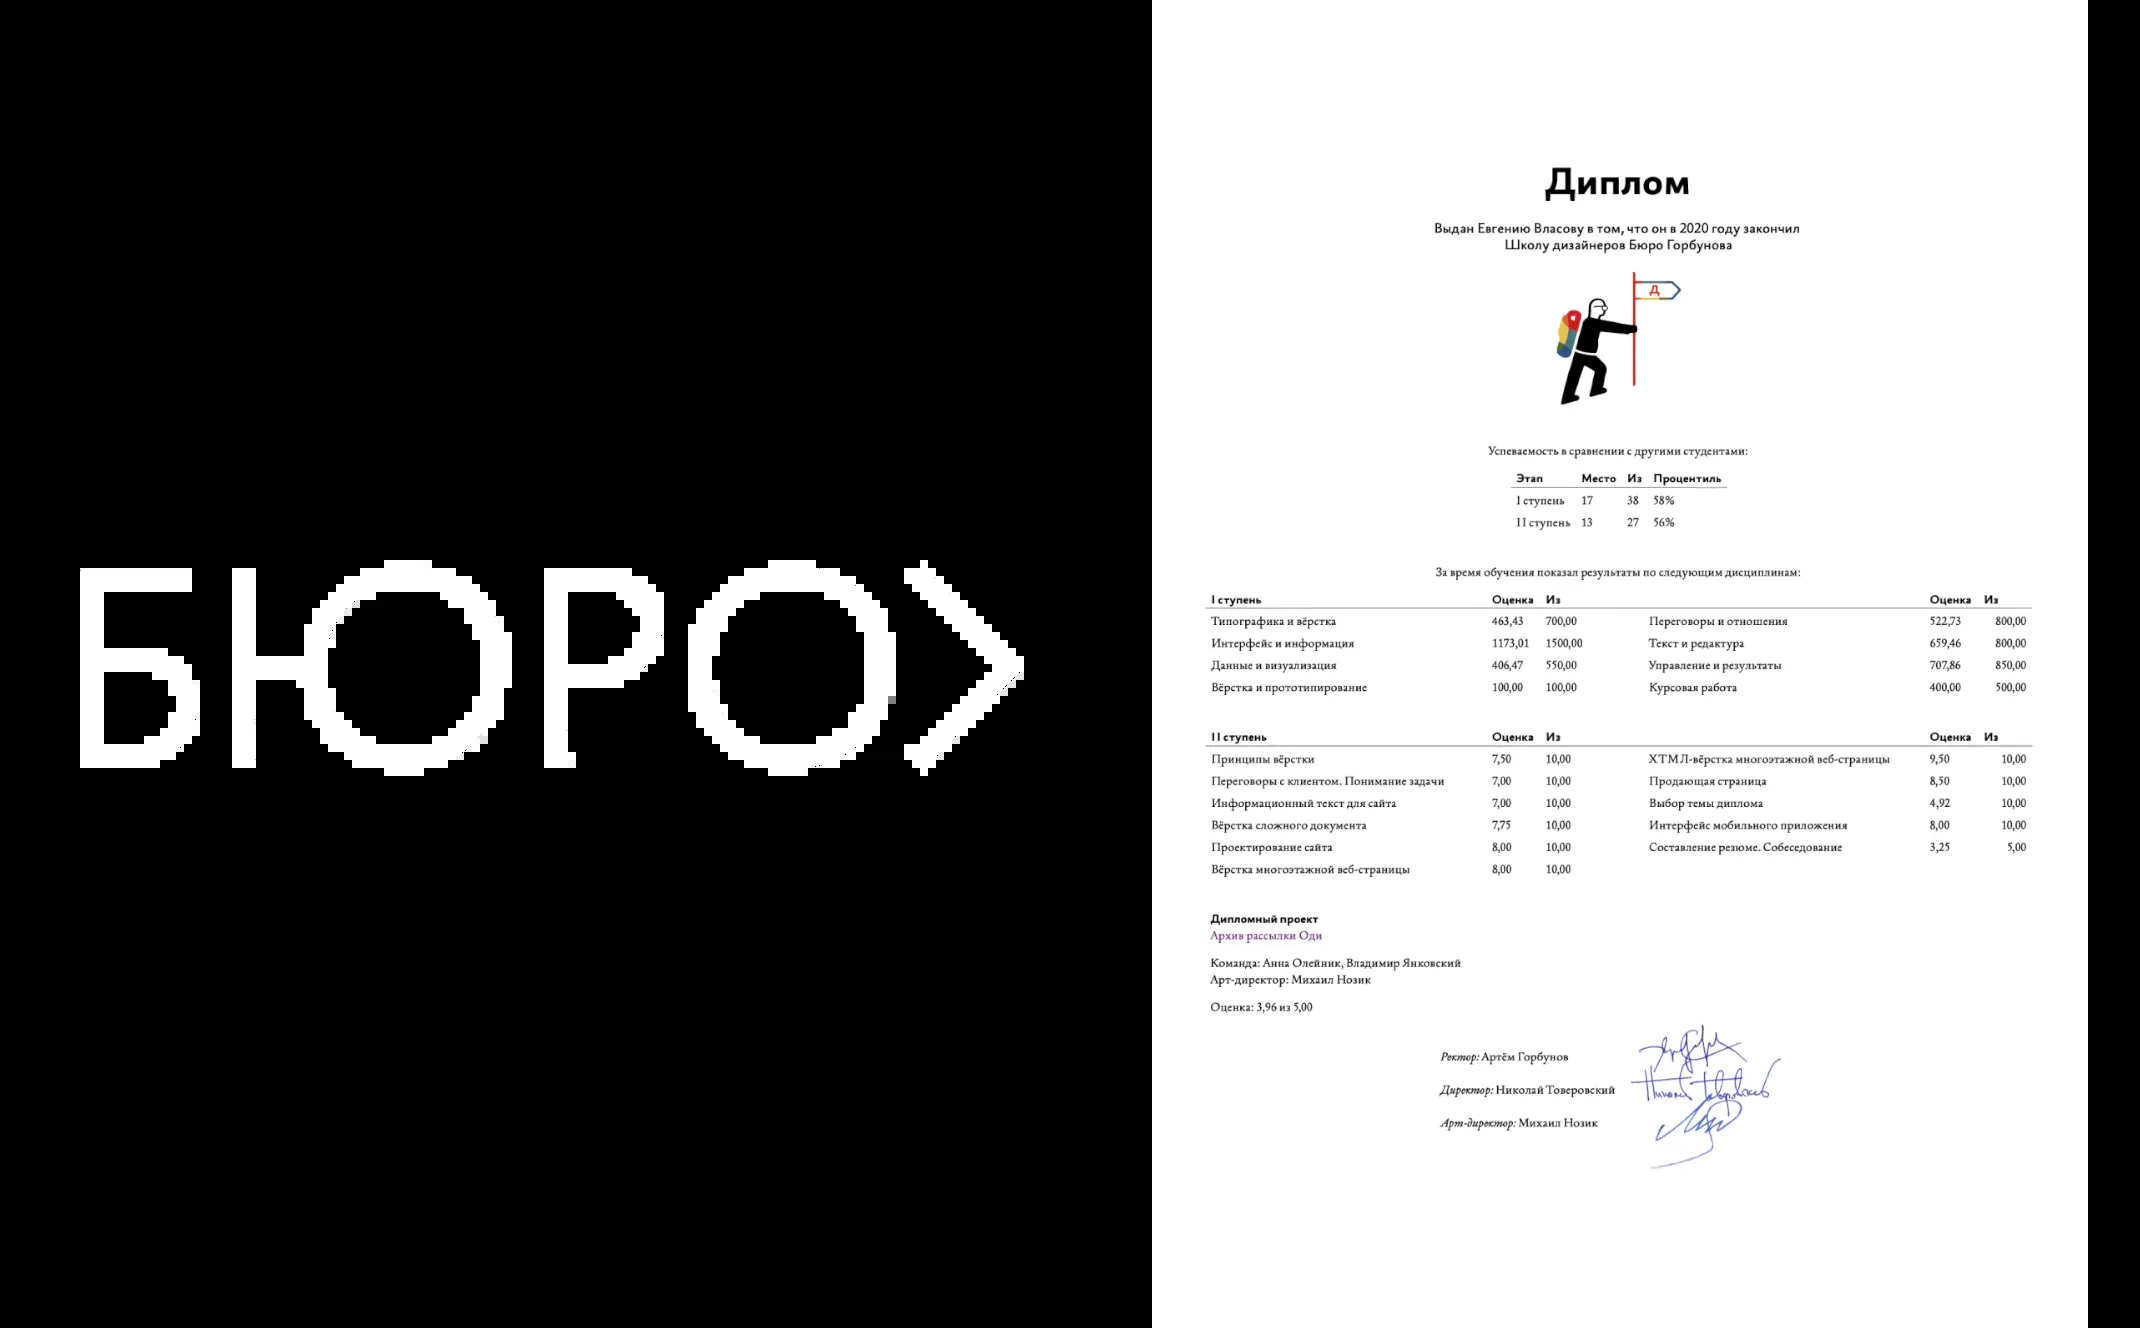 БЮРО>
Диплом
Выдан Евгению Власову в том, что он в 2020 году закончил
Школу дизайнеров Бюро Горбунова
Д
Успеваемость в сравнении с другими студентами:
Этап Место Из Процентиль
I ступень 17 38 58%
II ступень 13 27 56%
За время обучения показал результаты по следующим дисциплинам:
I ступень Оценка Из Оценка Из
Типографика и вёрстка 463,43 700,00 Переговоры и отношения 522,73 800,00
Интерфейс и информация 1173,01 1500,00 Текст и редактура 659,46 800,00
Данные и визуализация 406,47 550,00 Управление и результаты 707,86 850,00
Вёрстка и прототипирование 100,00 100,00 Курсовая работа 400,00 500,00
II ступень Оценка Из Оценка Из
Принципы вёрстки 7,50 10,00 ХТМЛ-вёрстка многоэтажной веб-страницы 9,50 10,00
Переговоры с клиентом. Понимание задачи 7,00 10,00 Продающая страница 8,50 10,00
Информационный текст для сайта 7,00 10,00 Выбор темы диплома 4,92 10,00
Вёрстка сложного документа 7,75 10,00 Интерфейс мобильного приложения 8,00 10,00
Проектирование сайта 8,00 10,00 Составление резюме. Собеседование 3,25 5,00
Вёрстка многоэтажной веб-страницы 8,00 10,00
Дипломный проект
Архив рассылки Оди
Команда: Анна Олейник, Владимир Янковский
Арт-директор: Михаил Нозик
Оценка: 3,96 из 5,00
Ректор: Артём Горбунов
Директор: Николай Товеровский
Арт-директор: Михаил Нозик